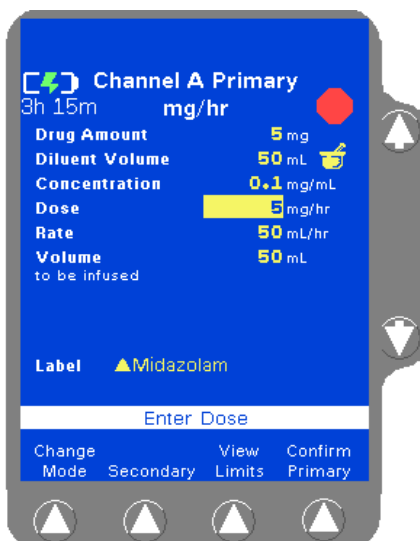 Channel A Primary
3h 15m mg/hr
Drug Amount 5 mg
Diluent Volume 50 mL
Concentration 0.1 mg/mL
Dose 5 mg/hr
Rate 50 mL/hr
Volume 50 mL
to be infused
Label Midazolam
Enter Dose
Change Mode Secondary View Limits Confirm Primary